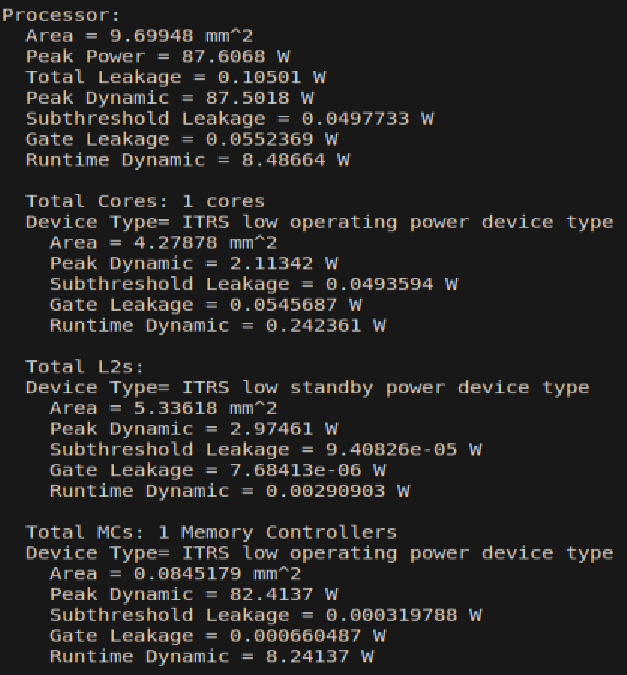 Processor:
Area = 9.69948 mm^2
Peak Power = 87.6068 W
Total Leakage = 0.10501 W
Peak Dynamic = 87.5018 W
Subthreshold Leakage = 0.0497733 W
Gate Leakage = 0.0552369 W
Runtime Dynamic = 8.48664 W

Total Cores: 1 cores
Device Type= ITRS low operating power device type
Area = 4.27878 mm^2
Peak Dynamic = 2.11342 W
Subthreshold Leakage = 0.0493594 W
Gate Leakage = 0.0545687 W
Runtime Dynamic = 0.242361 W

Total L2s:
Device Type= ITRS low standby power device type
Area = 5.33618 mm^2
Peak Dynamic = 2.97461 W
Subthreshold Leakage = 9.40826e-05 W
Gate Leakage = 7.68413e-06 W
Runtime Dynamic = 0.00290903 W

Total MCs: 1 Memory Controllers
Device Type= ITRS low operating power device type
Area = 0.0845179 mm^2
Peak Dynamic = 82.4137 W
Subthreshold Leakage = 0.000319788 W
Gate Leakage = 0.000660487 W
Runtime Dynamic = 8.24137 W